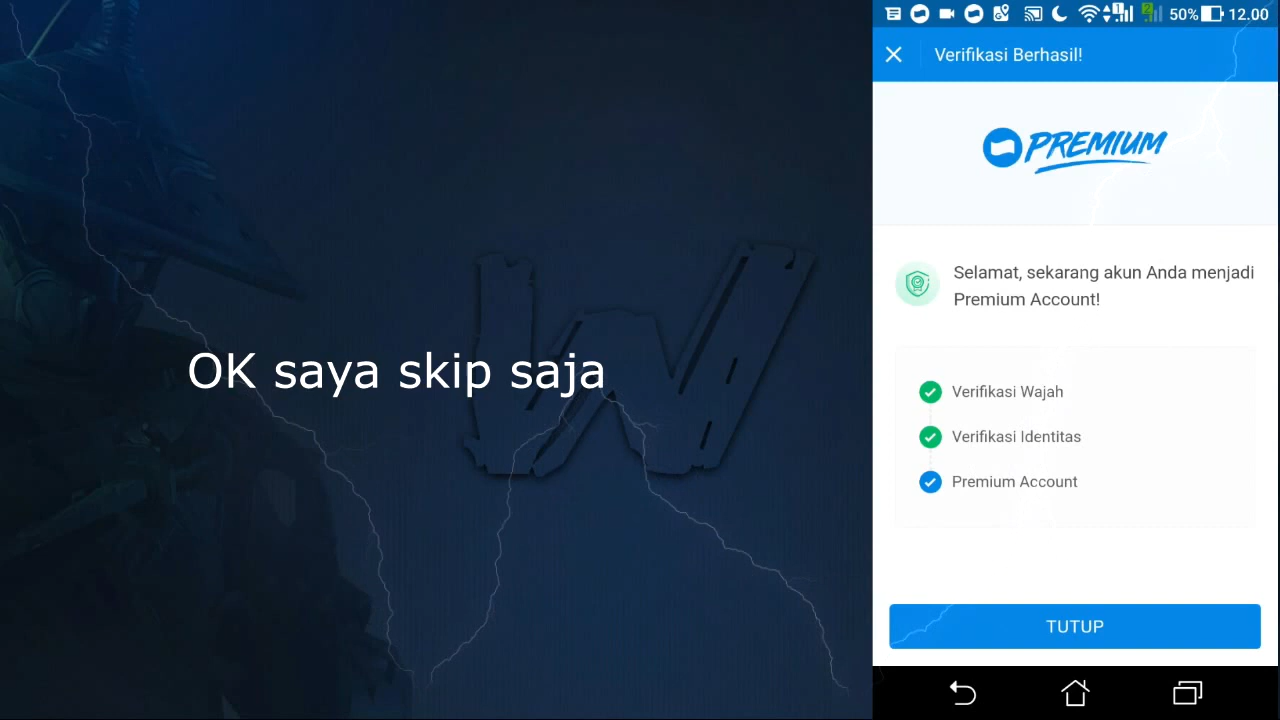 50% 12.00
Verifikasi Berhasil!
PREMIUM
Selamat, sekarang akun Anda menjadi
Premium Account!
OK saya skip saja
Verifikasi Wajah
Verifikasi Identitas
Premium Account
TUTUP